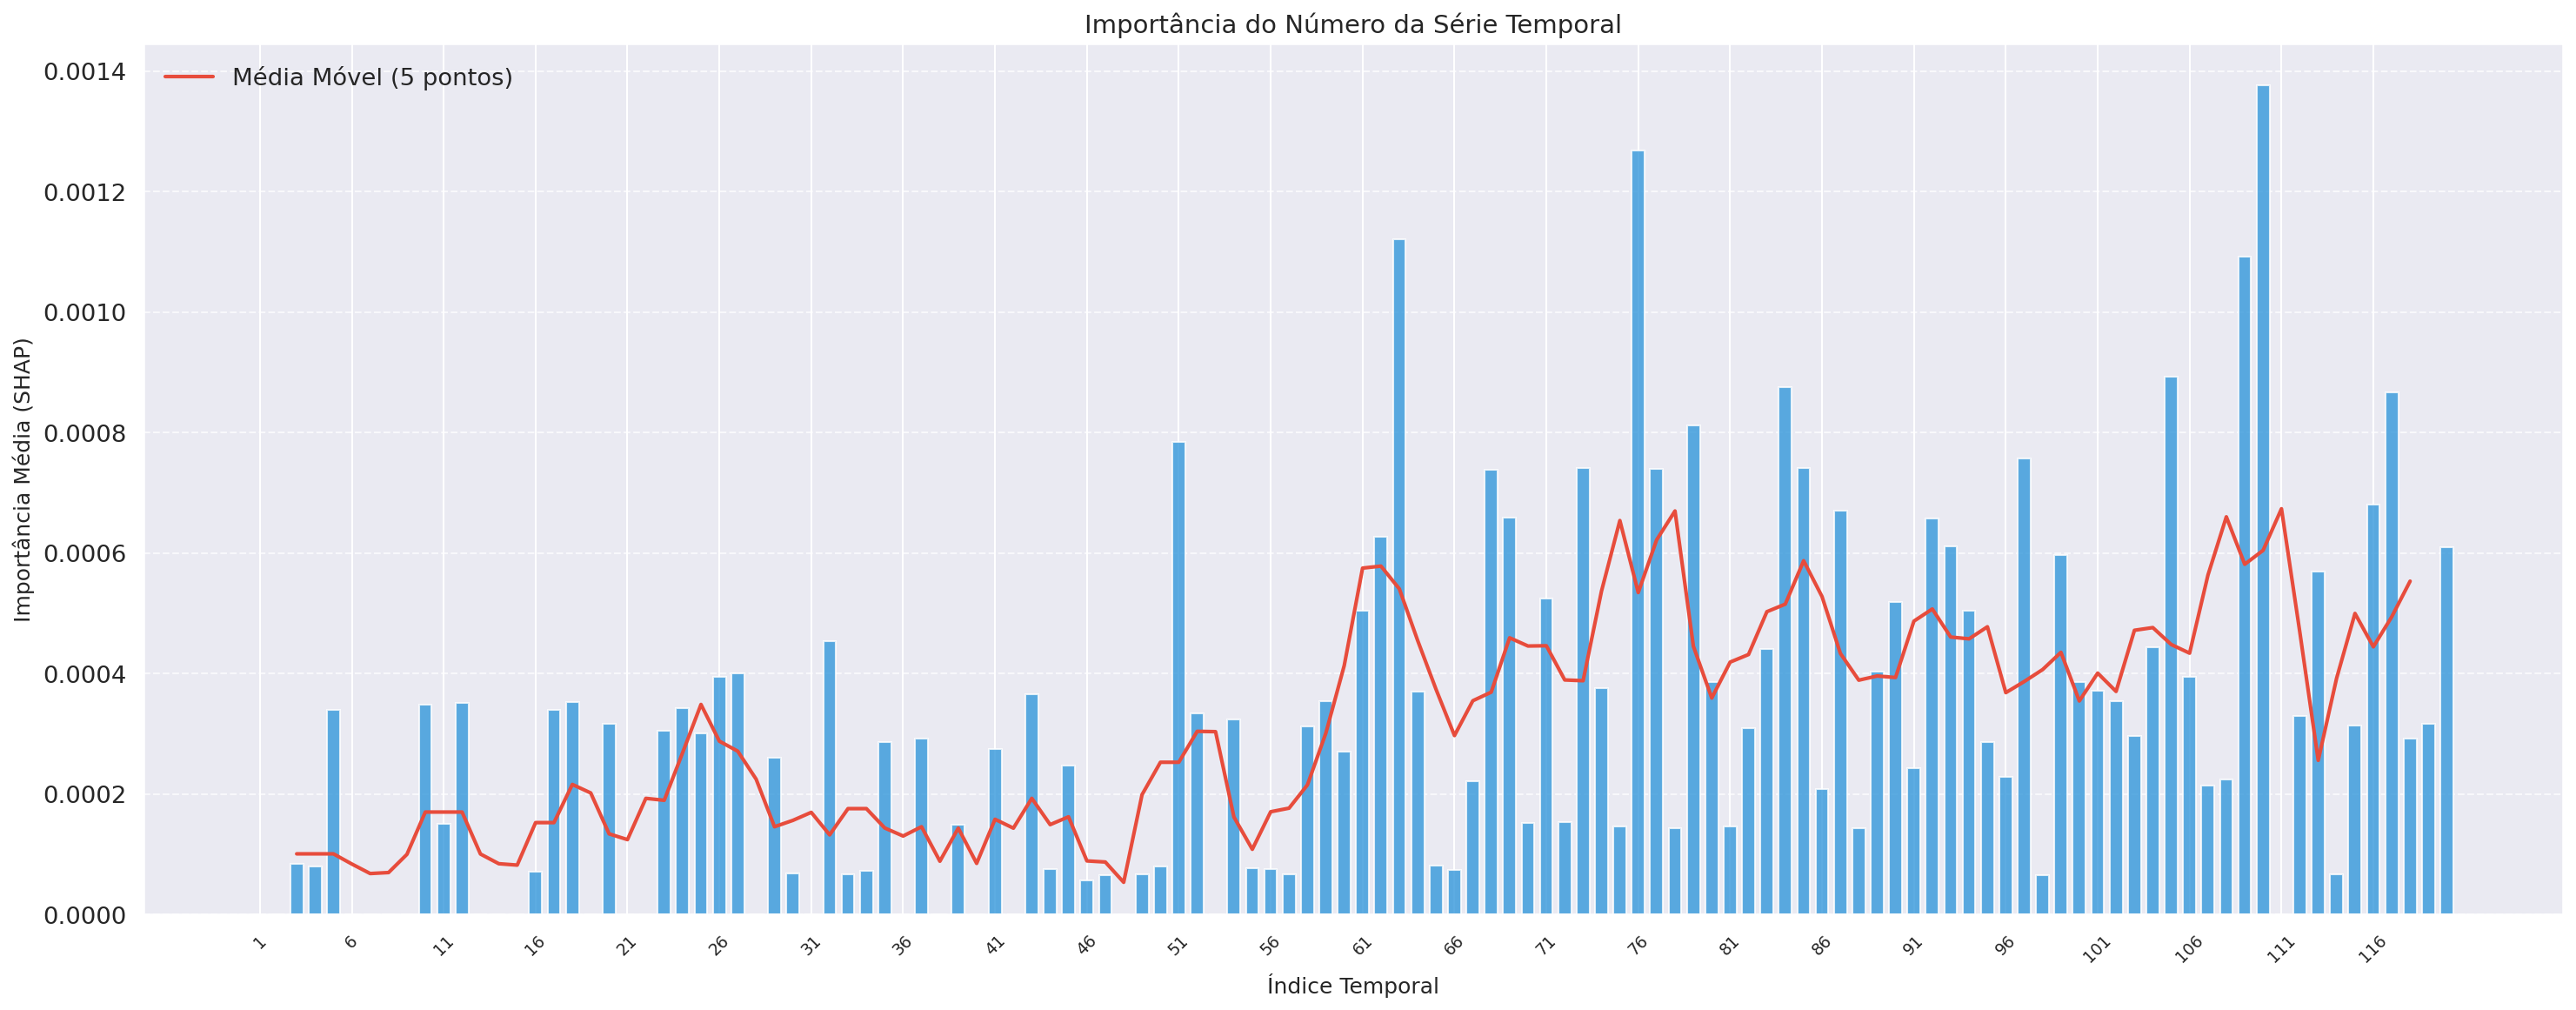 Importância do Número da Série Temporal
Média Móvel (5 pontos)
Importância Média (SHAP)
0.0014
0.0012
0.0010
0.0008
0.0006
0.0004
0.0002
0.0000
1 6 11 16 21 26 31 36 41 46 51 56 61 66 71 76 81 86 91 96 101 106 111 116
Índice Temporal